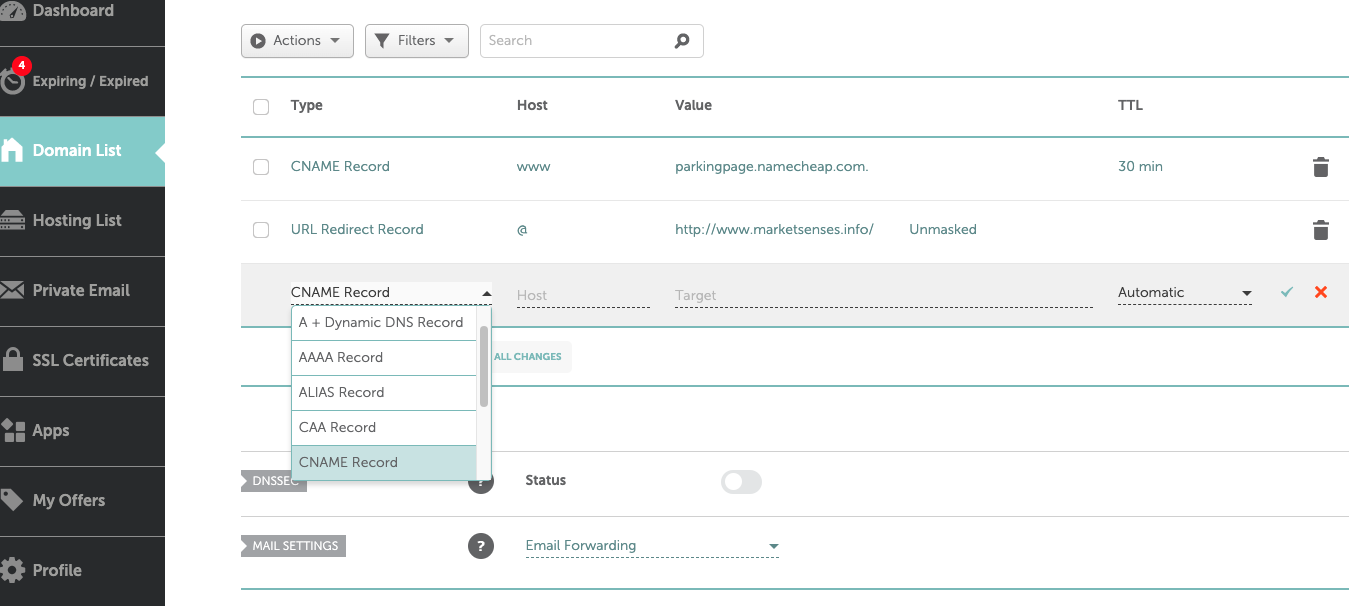 Dashboard
4
Expiring / Expired
Domain List
Hosting List
Private Email
SSL Certificates
Apps
My Offers
Profile
Actions Filters Search
Type Host Value TTL
CNAME Record www parkingpage.namecheap.com. 30 min
URL Redirect Record @ http://www.marketsenses.info/ Unmasked
CNAME Record Host Target Automatic
A + Dynamic DNS Record
AAAA Record
ALIAS Record
CAA Record
CNAME Record
ALL CHANGES
DNSSEC ? Status
MAIL SETTINGS ? Email Forwarding